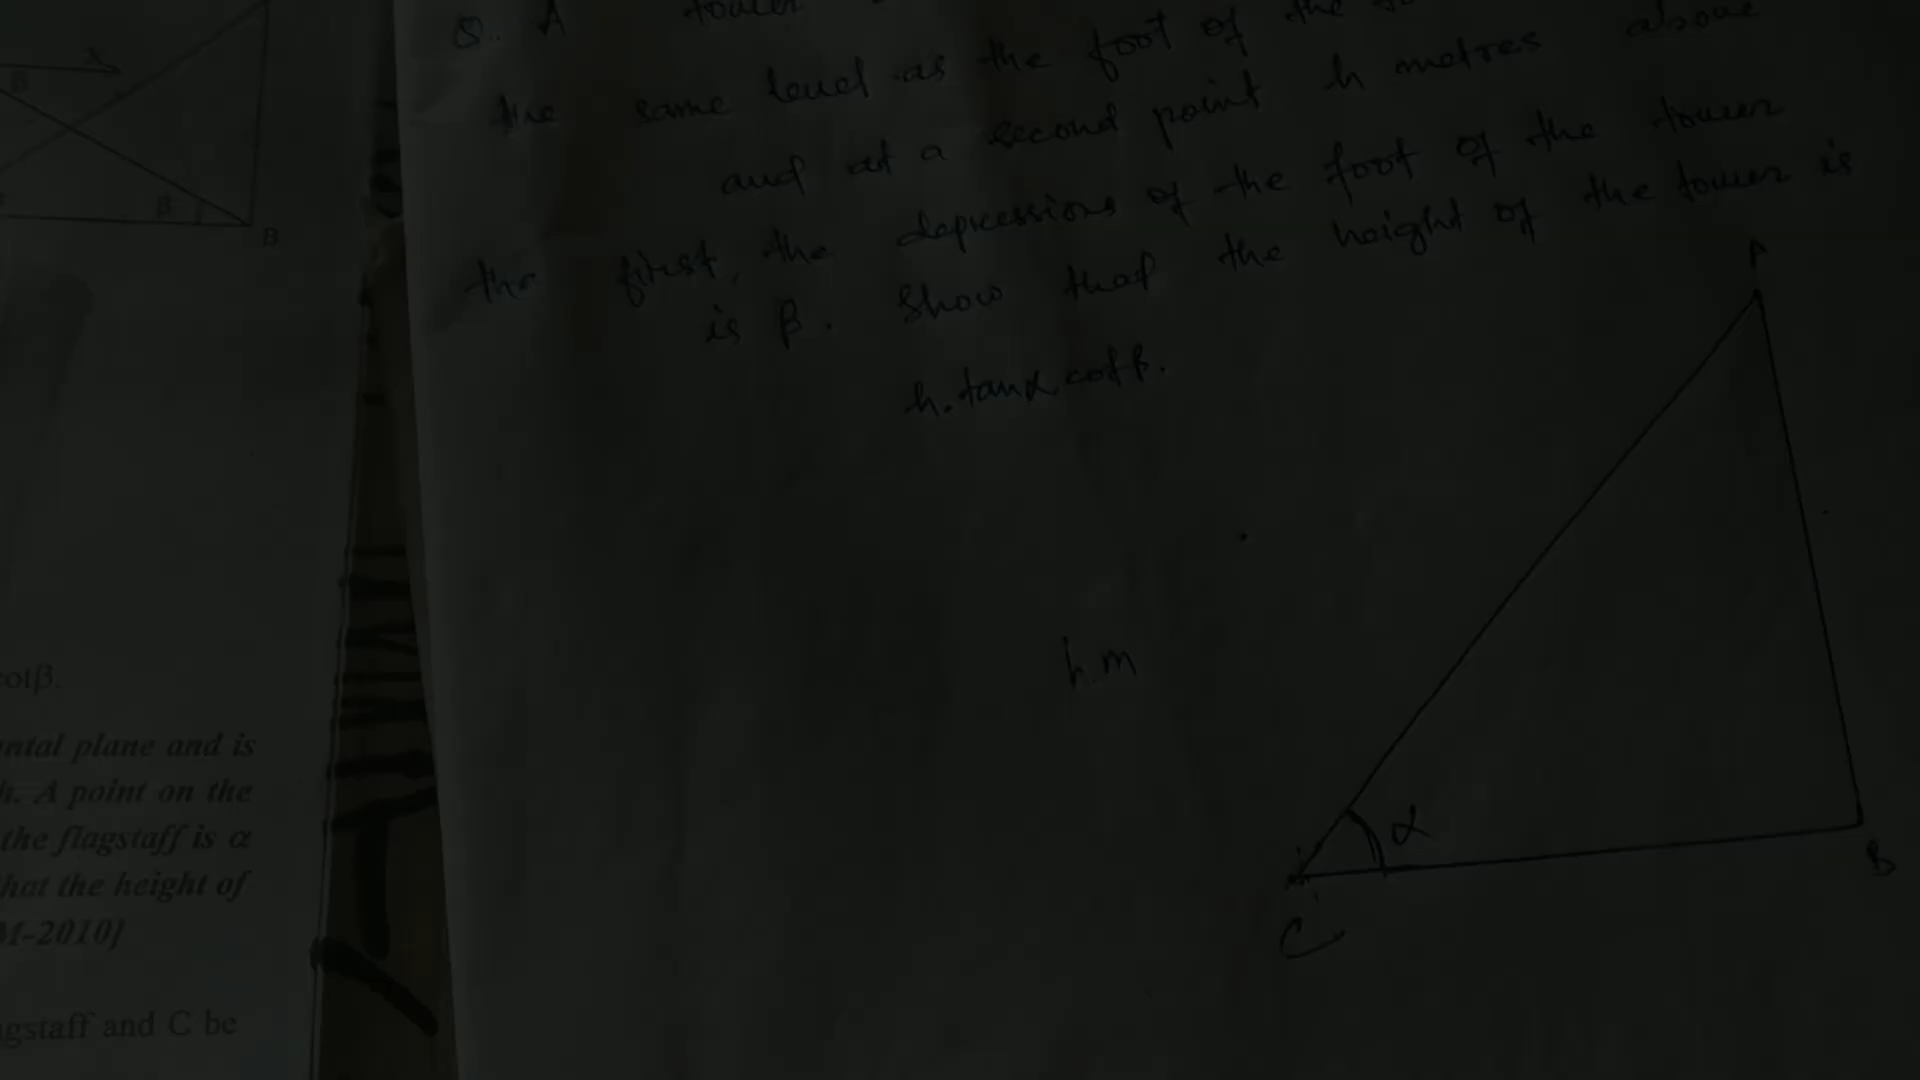 Q. A tower
the same level as the foot of the
and at a second point h metres above
the first, the depressions of the foot of the tower
is β. Show that the height of the tower is
h. tanα cotβ.
A
h.m
α
B
C
β
β
B
cotβ.
ntal plane and is
h. A point on the
the flagstaff is α
hat the height of
M-2010]
gstaff and C be